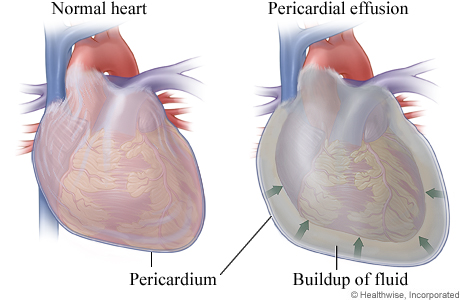 Normal heart
Pericardial effusion
Pericardium
Buildup of fluid
© Healthwise, Incorporated